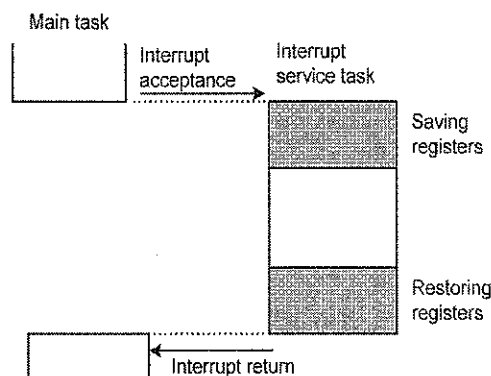 Main task
Interrupt
acceptance
Interrupt
service task
Saving
registers
Restoring
registers
Interrupt return